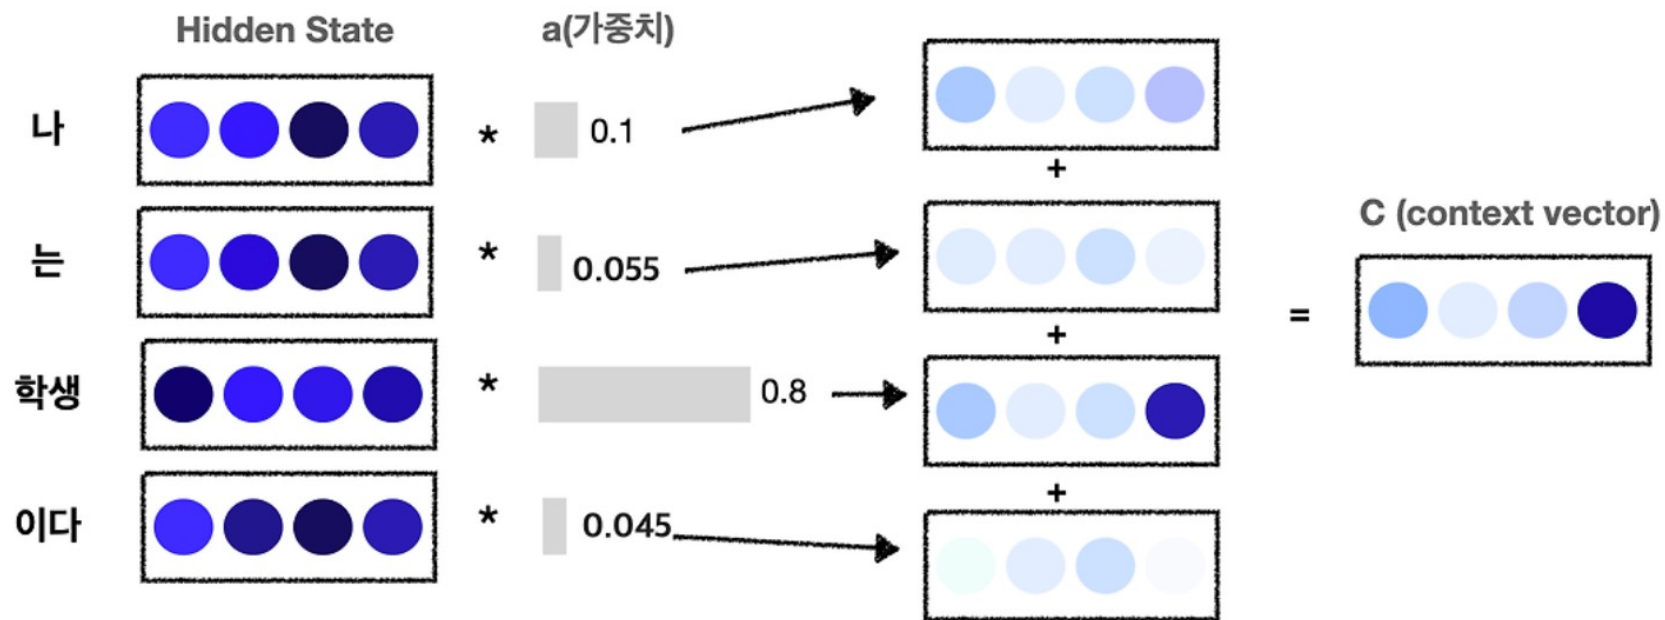 Hidden State a(가중치)
나 * 0.1
+
C (context vector)
는 * 0.055
=
+
학생 * 0.8
+
이다 * 0.045